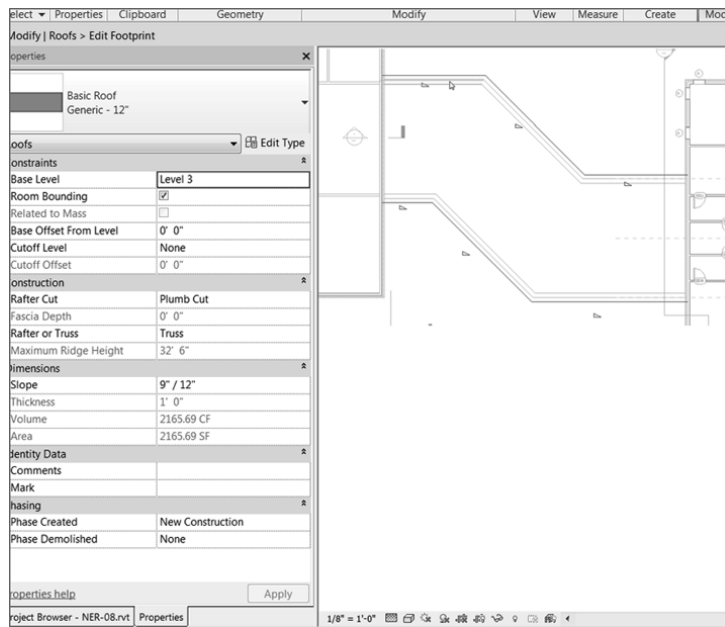 elect ▾ Properties Clipboard Geometry Modify View Measure Create Moc
Modify | Roofs > Edit Footprint
operties
Basic Roof
Generic - 12"
oofs Edit Type
onstraints
Base Level Level 3
Room Bounding
Related to Mass
Base Offset From Level 0' 0"
Cutoff Level None
Cutoff Offset 0' 0"
onstruction
Rafter Cut Plumb Cut
Fascia Depth 0' 0"
Rafter or Truss Truss
Maximum Ridge Height 32' 6"
imensions
Slope 9" / 12"
Thickness 1' 0"
Volume 2165.69 CF
Area 2165.69 SF
dentity Data
Comments
Mark
hasing
Phase Created New Construction
Phase Demolished None
roperties help Apply
roject Browser - NER-08.rvt Properties
1/8" = 1'-0"